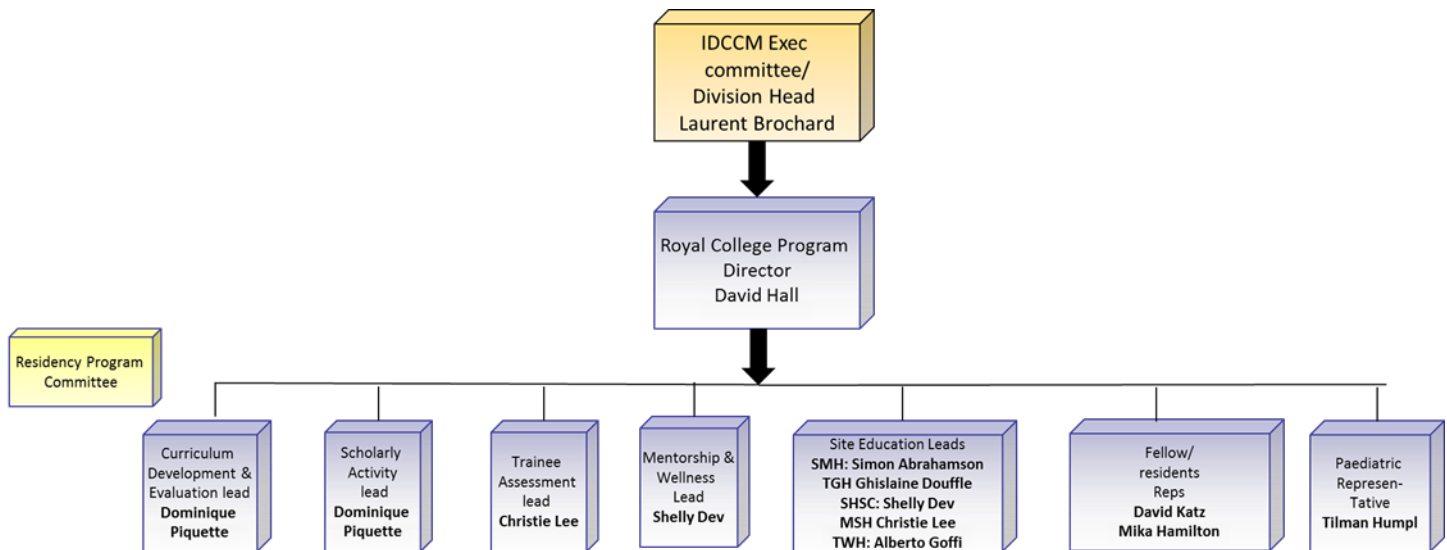 IDCCM Exec
committee/
Division Head
Laurent Brochard
Royal College Program
Director
David Hall
Residency Program
Committee
Curriculum
Development &
Evaluation lead
Dominique
Piquette
Scholarly
Activity
lead
Dominique
Piquette
Trainee
Assessment
lead
Christie Lee
Mentorship &
Wellness
Lead
Shelly Dev
Site Education Leads
SMH: Simon Abrahamson
TGH Ghislaine Douffle
SHSC: Shelly Dev
MSH Christie Lee
TWH: Alberto Goffi
Fellow/
residents
Reps
David Katz
Mika Hamilton
Paediatric
Represen-
Tative
Tilman Humpl